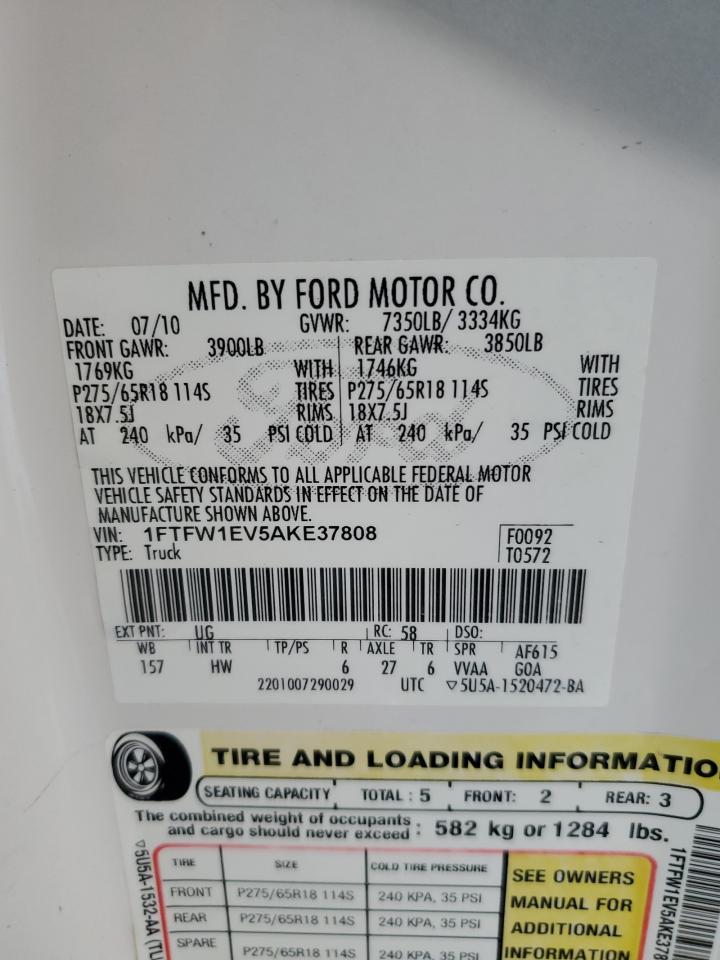 MFD. BY FORD MOTOR CO.
DATE: 07/10 GVWR: 7350LB/ 3334KG
FRONT GAWR: 3900LB REAR GAWR: 3850LB
1769KG WITH 1746KG WITH
P275/65R18 114S TIRES P275/65R18 114S TIRES
18X7.5J RIMS 18X7.5J RIMS
AT 240 kPa/ 35 PSI COLD AT 240 kPa/ 35 PSI COLD
Ford
THIS VEHICLE CONFORMS TO ALL APPLICABLE FEDERAL MOTOR
VEHICLE SAFETY STANDARDS IN EFFECT ON THE DATE OF
MANUFACTURE SHOWN ABOVE.
VIN: 1FTFW1EV5AKE37808 F0092
TYPE: Truck T0572
EXT PNT: UG RC: 58 DSO:
WB INT TR TP/PS R AXLE TR SPR AF615
157 HW 6 27 6 VVAA GOA
2201007290029 UTC ▽5U5A-1520472-BA
TIRE AND LOADING INFORMATIO
SEATING CAPACITY TOTAL : 5 FRONT: 2 REAR: 3
The combined weight of occupants
and cargo should never exceed : 582 kg or 1284 lbs.
TIRE SIZE COLD TIRE PRESSURE
FRONT P275/65R18 114S 240 KPA, 35 PSI
REAR P275/65R18 114S 240 KPA, 35 PSI
SPARE P275/65R18 114S 240 KPA, 35 PSI
SEE OWNERS
MANUAL FOR
ADDITIONAL
INFORMATION
▽5U5A-1532-AA (TL
1FTFW1EV5AKE378